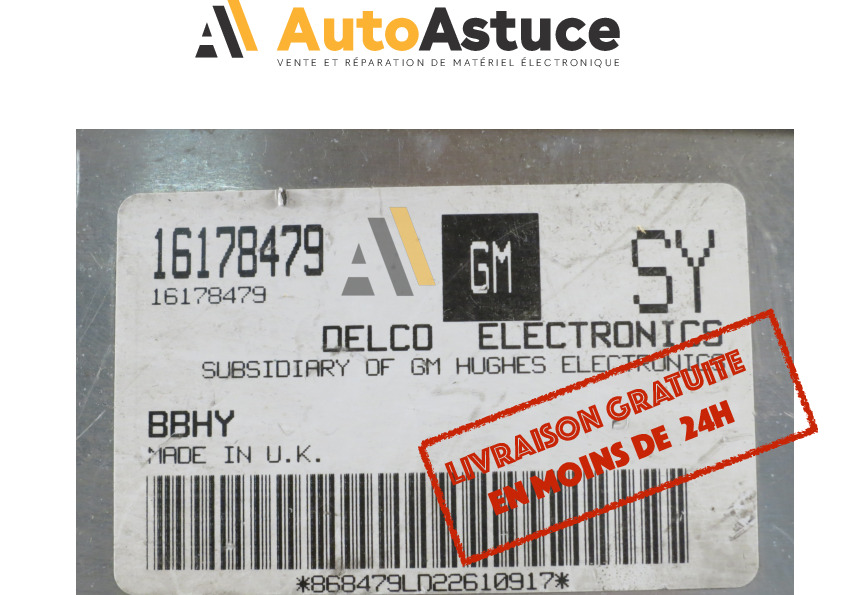 AutoAstuce
VENTE ET RÉPARATION DE MATÉRIEL ÉLECTRONIQUE
16178479
16178479
GM
SY
DELCO ELECTRONICS
SUBSIDIARY OF GM HUGHES ELECTRONICS
BBHY
MADE IN U.K.
LIVRAISON GRATUITE
EN MOINS DE 24H
*868479LD22610917*